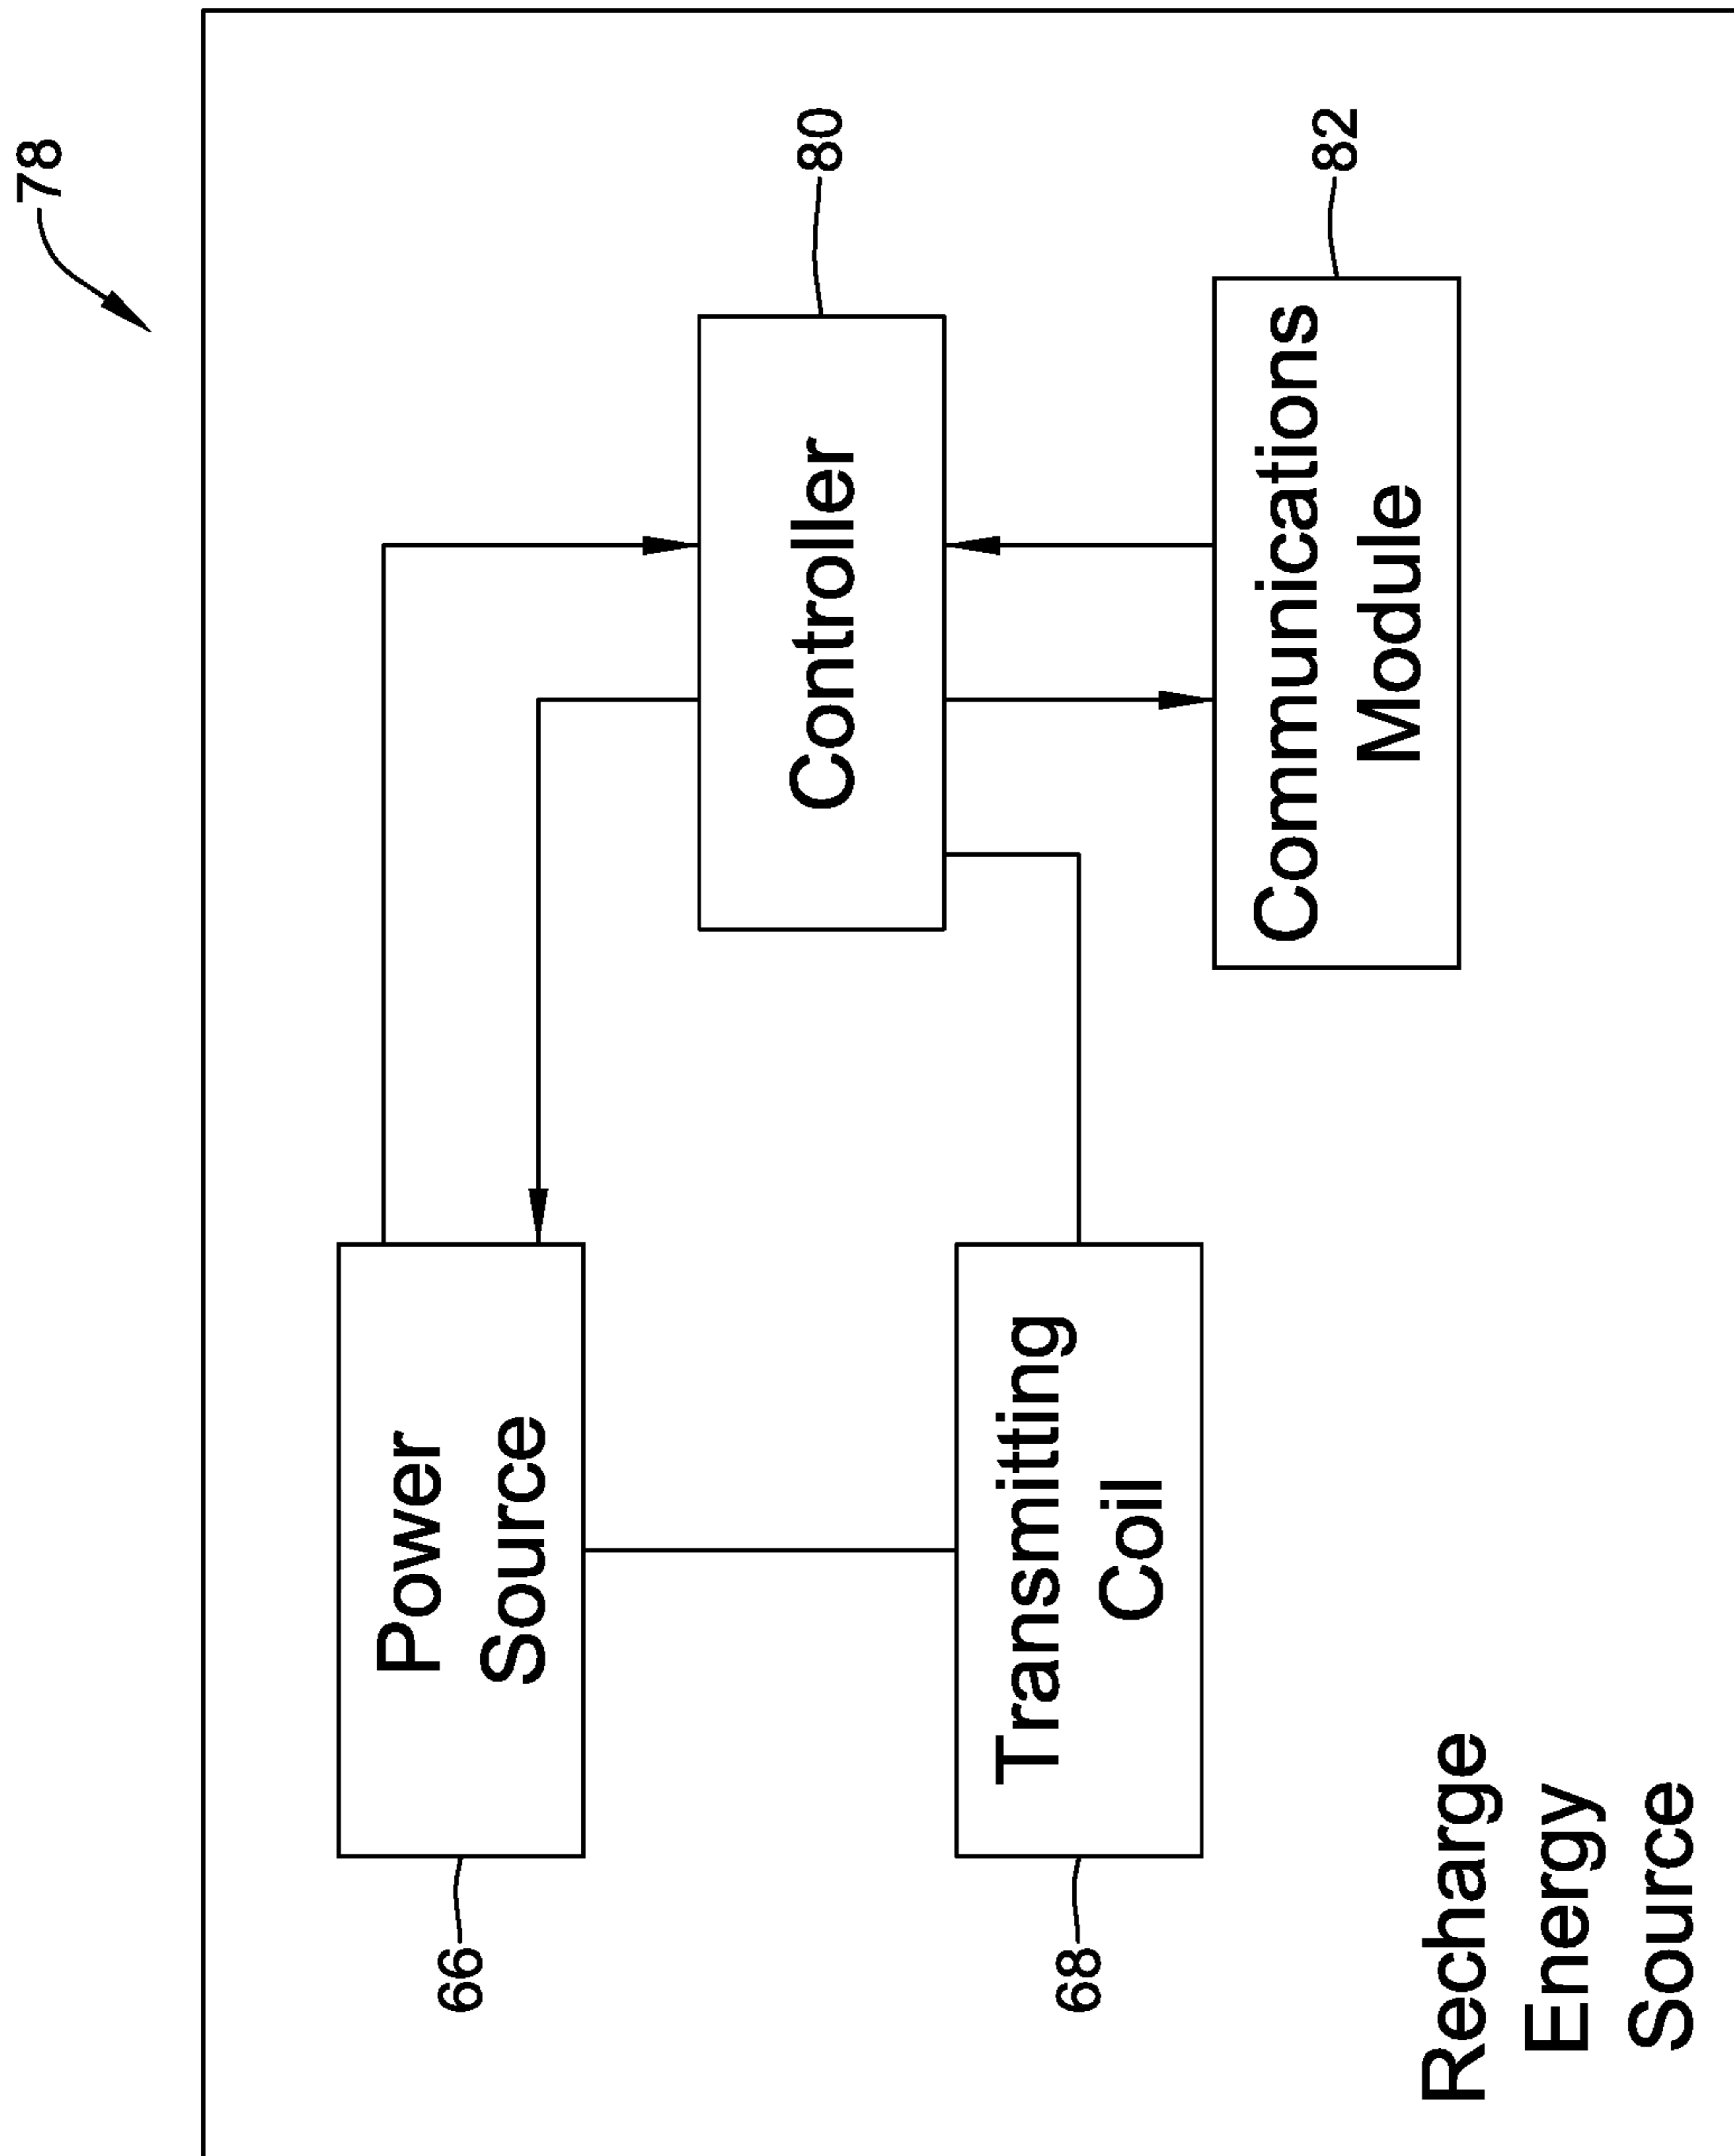 78
Power
Source
66
Controller
80
Transmitting
Coil
68
Communications
Module
82
Recharge
Energy
Source